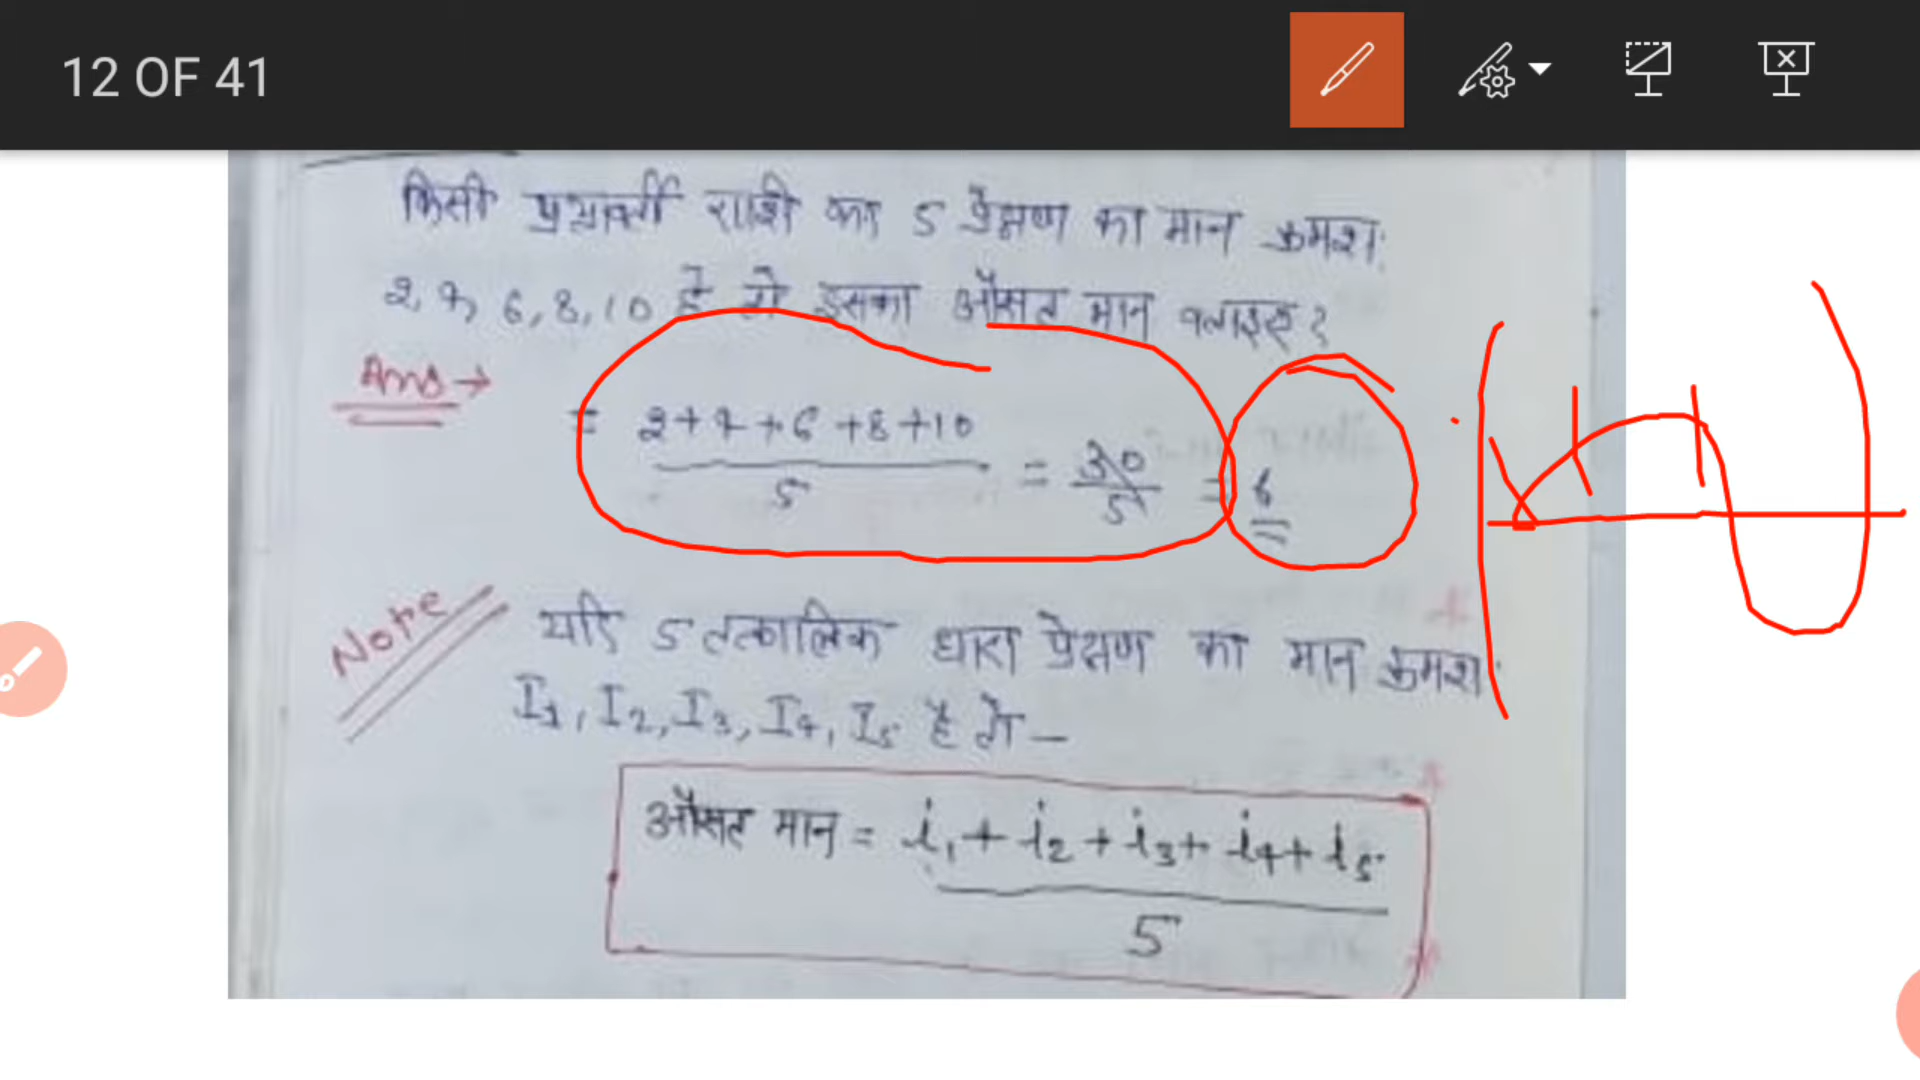 12 OF 41
किसी प्रत्यावर्ती राशि का 5 प्रेक्षण का मान क्रमशः
2, 4, 6, 8, 10 है तो इसका औसत मान बताइए ?
Ans →
= 2+4+6+8+10 / 5 = 30 / 5 = 6
Note
यदि 5 तत्कालिक धारा प्रेक्षण का मान क्रमशः
I1, I2, I3, I4, I5 है तो —
औसत मान = i1 + i2 + i3 + i4 + i5
5